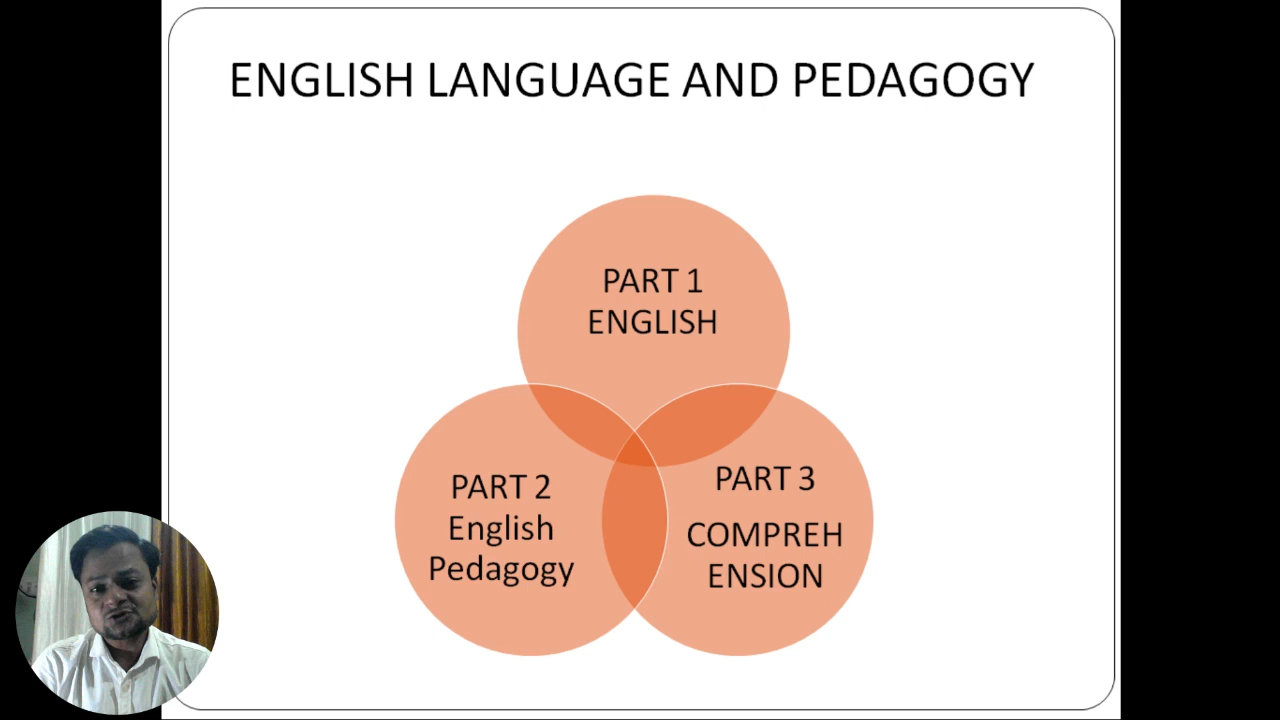 ENGLISH LANGUAGE AND PEDAGOGY
PART 1
ENGLISH
PART 2
English
Pedagogy
PART 3
COMPREH
ENSION